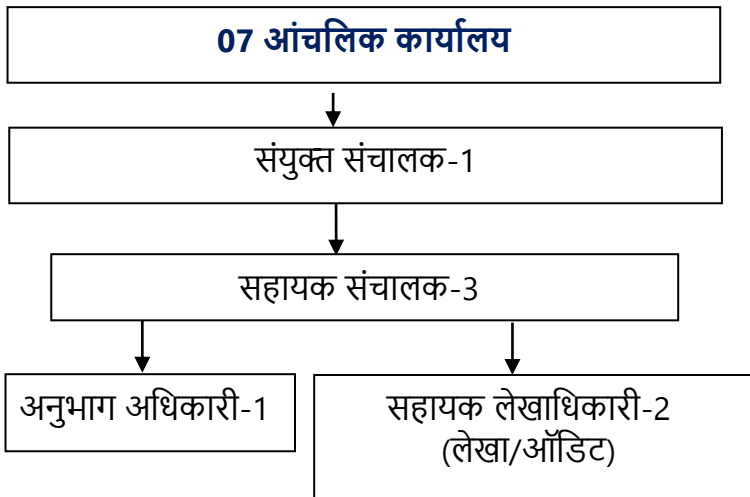 07 आंचलिक कार्यालय
संयुक्त संचालक-1
सहायक संचालक-3
अनुभाग अधिकारी-1
सहायक लेखाधिकारी-2
(लेखा/ऑडिट)